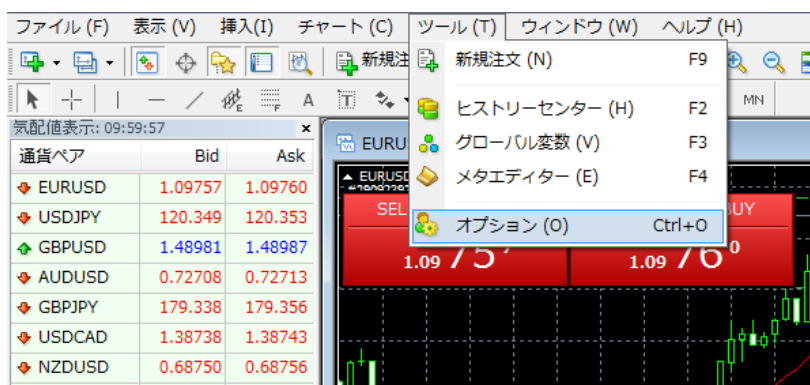 ファイル (F) 表示 (V) 挿入(I) チャート (C) ツール (T) ウィンドウ (W) ヘルプ (H)
新規注
新規注文 (N) F9
ヒストリーセンター (H) F2
グローバル変数 (V) F3
メタエディター (E) F4
オプション (O) Ctrl+O
E F A T MN
気配値表示: 09:59:57
通貨ペア Bid Ask
EURUSD 1.09757 1.09760
USDJPY 120.349 120.353
GBPUSD 1.48981 1.48987
AUDUSD 0.72708 0.72713
GBPJPY 179.338 179.356
USDCAD 1.38738 1.38743
NZDUSD 0.68750 0.68756
EURU
EURUSD
SEL BUY
1.09 75 1.09 76 0